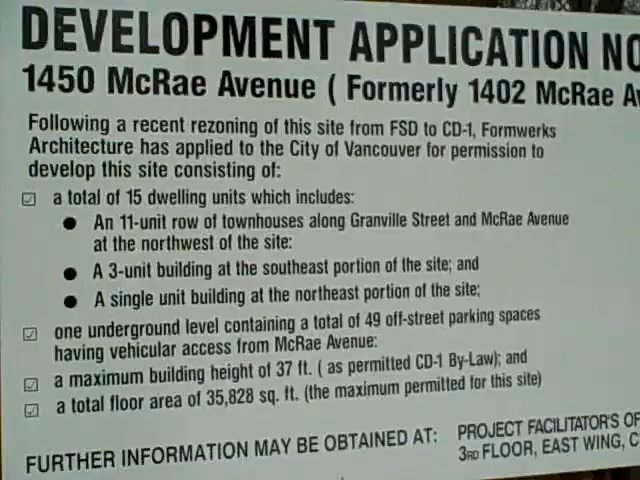 DEVELOPMENT APPLICATION NO
1450 McRae Avenue ( Formerly 1402 McRae Av
Following a recent rezoning of this site from FSD to CD-1, Formwerks
Architecture has applied to the City of Vancouver for permission to
develop this site consisting of:
☑ a total of 15 dwelling units which includes:
● An 11-unit row of townhouses along Granville Street and McRae Avenue
at the northwest of the site:
● A 3-unit building at the southeast portion of the site; and
● A single unit building at the northeast portion of the site;
☑ one underground level containing a total of 49 off-street parking spaces
having vehicular access from McRae Avenue:
☑ a maximum building height of 37 ft. ( as permitted CD-1 By-Law); and
☑ a total floor area of 35,828 sq. ft. (the maximum permitted for this site)
FURTHER INFORMATION MAY BE OBTAINED AT: PROJECT FACILITATOR'S OF
3RD FLOOR, EAST WING, C